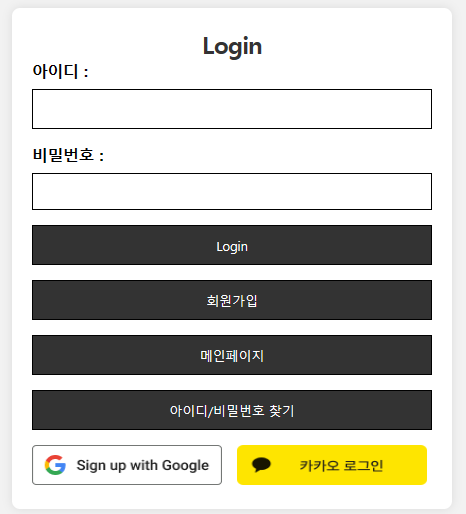 Login
아이디 :
비밀번호 :
Login
회원가입
메인페이지
아이디/비밀번호 찾기
Sign up with Google
카카오 로그인